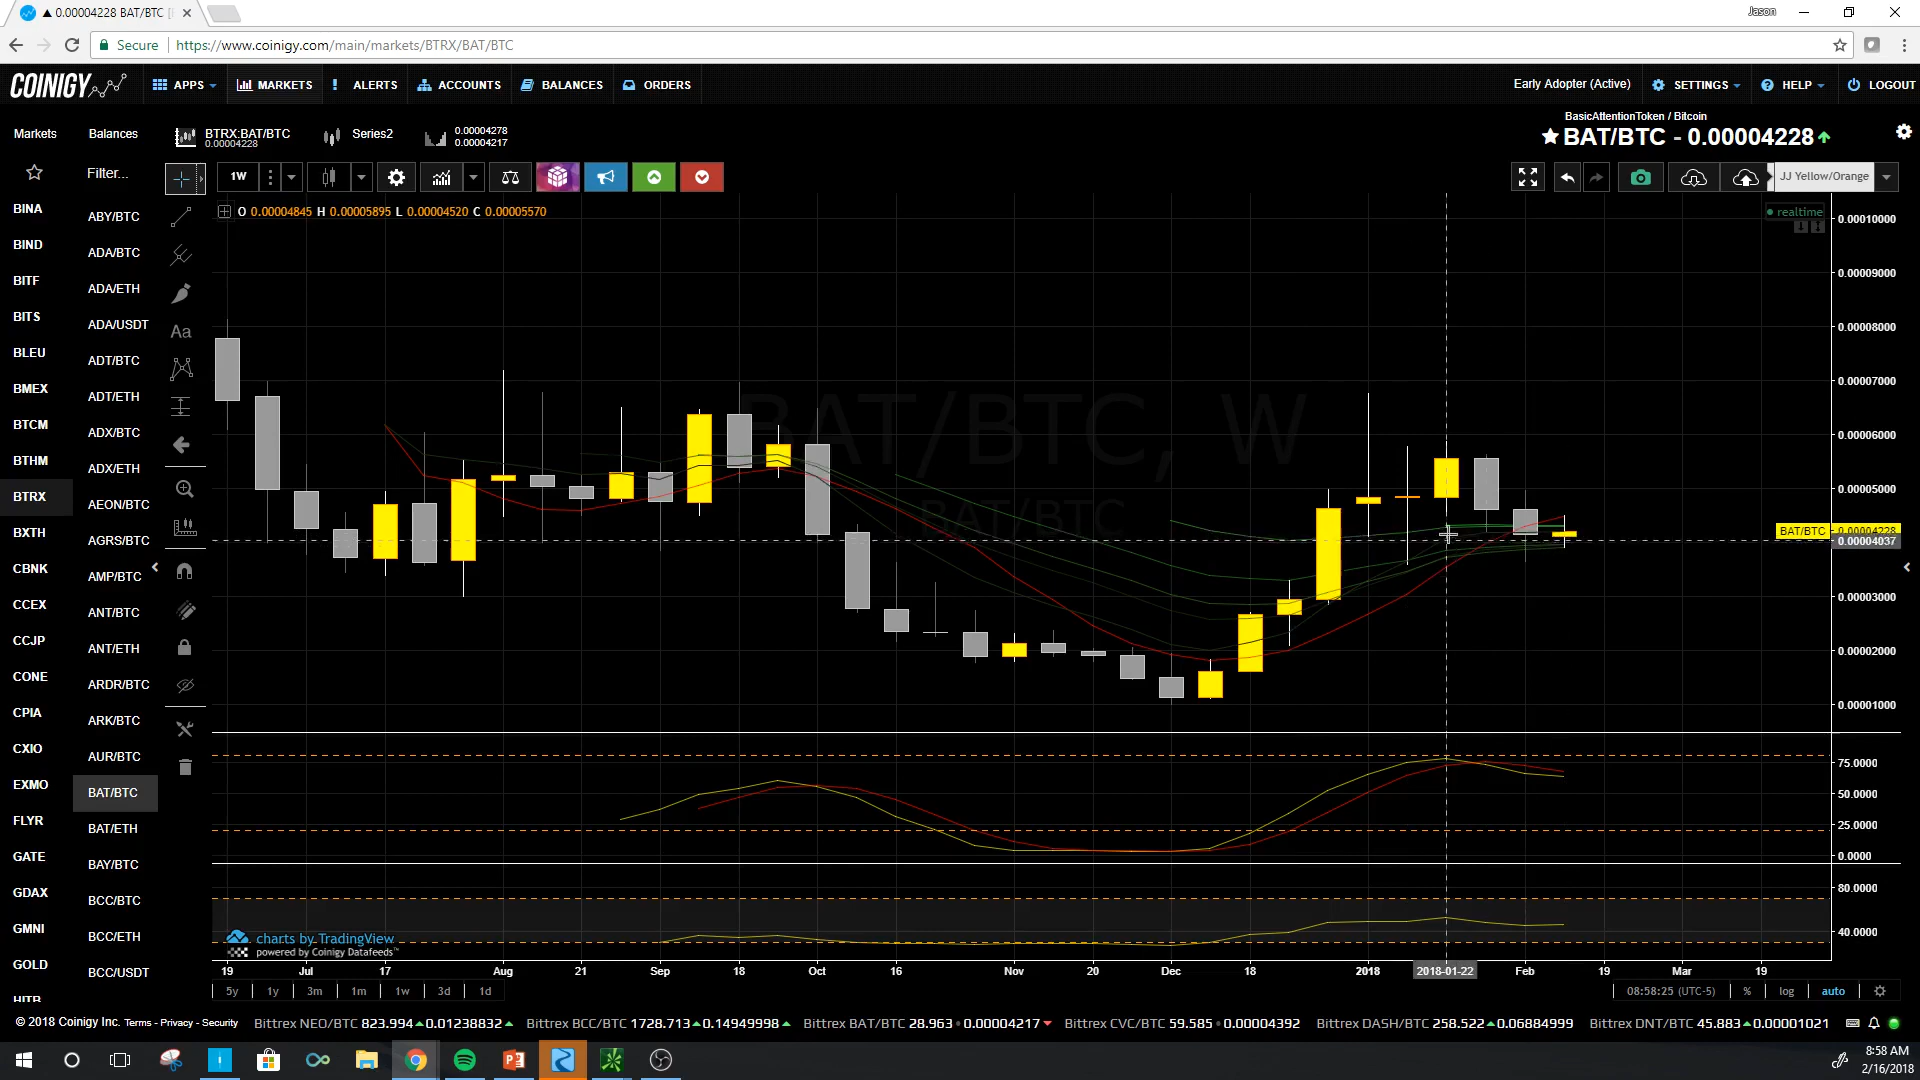 ▲ 0.00004228 BAT/BTC [
Jason
Secure
https://www.coinigy.com/main/markets/BTRX/BAT/BTC
COINIGY
APPS
MARKETS
ALERTS
ACCOUNTS
BALANCES
ORDERS
Early Adopter (Active)
SETTINGS
HELP
LOGOUT
Markets
Balances
BTRX:BAT/BTC
0.00004228
Series2
0.00004278
0.00004217
BasicAttentionToken / Bitcoin
BAT/BTC - 0.00004228
Filter...
1W
JJ Yellow/Orange
O 0.00004845 H 0.00005895 L 0.00004520 C 0.00005570
realtime
BINA
BIND
BITF
BITS
BLEU
BMEX
BTCM
BTHM
BTRX
BXTH
CBNK
CCEX
CCJP
CONE
CPIA
CXIO
EXMO
FLYR
GATE
GDAX
GMNI
GOLD
HITB
ABY/BTC
ADA/BTC
ADA/ETH
ADA/USDT
ADT/BTC
ADT/ETH
ADX/BTC
ADX/ETH
AEON/BTC
AGRS/BTC
AMP/BTC
ANT/BTC
ANT/ETH
ARDR/BTC
ARK/BTC
AUR/BTC
BAT/BTC
BAT/ETH
BAY/BTC
BCC/BTC
BCC/ETH
BCC/USDT
Aa
BAT/BTC, W
BAT/BTC
0.00010000
0.00009000
0.00008000
0.00007000
0.00006000
0.00005000
BAT/BTC
0.00004228
0.00004037
0.00003000
0.00002000
0.00001000
75.0000
50.0000
25.0000
0.0000
80.0000
40.0000
charts by TradingView
powered by Coinigy Datafeeds™
19 Jul 17 Aug 21 Sep 18 Oct 16 Nov 20 Dec 18 2018 2018-01-22 Feb 19 Mar 19
5y 1y 3m 1m 1w 3d 1d
08:58:25 (UTC-5) % log auto
© 2018 Coinigy Inc. Terms - Privacy - Security
Bittrex NEO/BTC 823.994 0.01238832
Bittrex BCC/BTC 1728.713 0.14949998
Bittrex BAT/BTC 28.963 0.00004217
Bittrex CVC/BTC 59.585 0.00004392
Bittrex DASH/BTC 258.522 0.06884999
Bittrex DNT/BTC 45.883 0.00001021
8:58 AM
2/16/2018